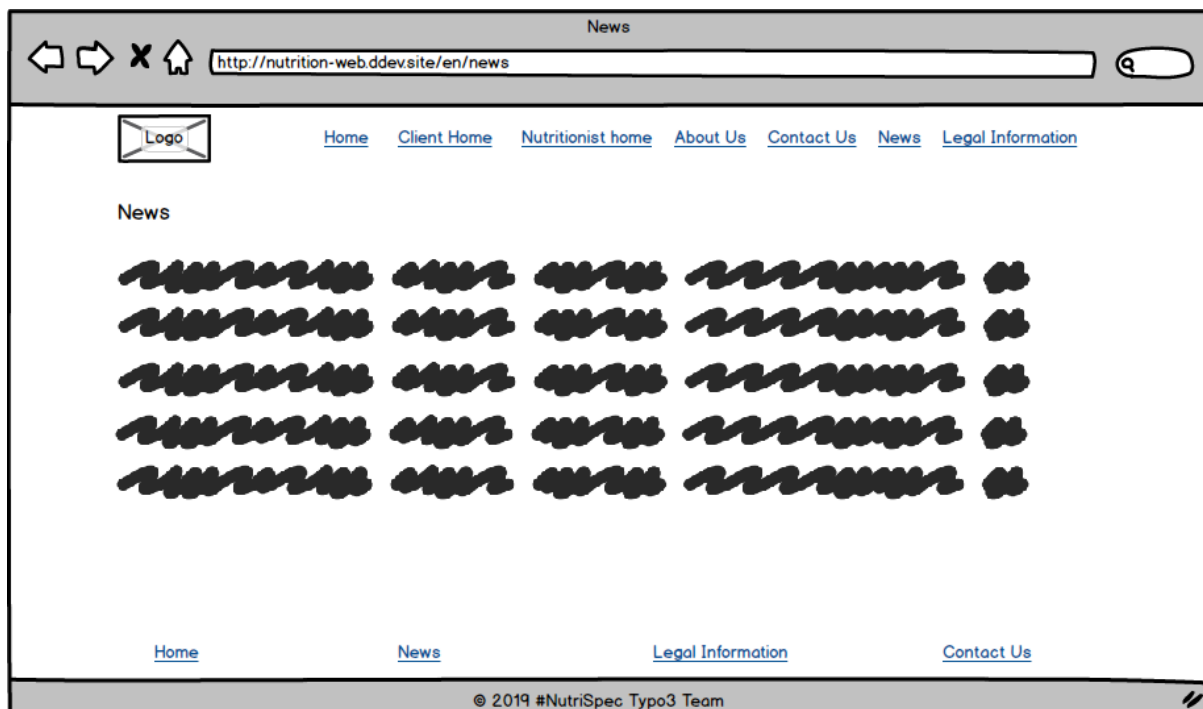 News
http://nutrition-web.ddev.site/en/news
Logo Home Client Home Nutritionist home About Us Contact Us News Legal Information
News
Home News Legal Information Contact Us
© 2019 #NutriSpec Typo3 Team